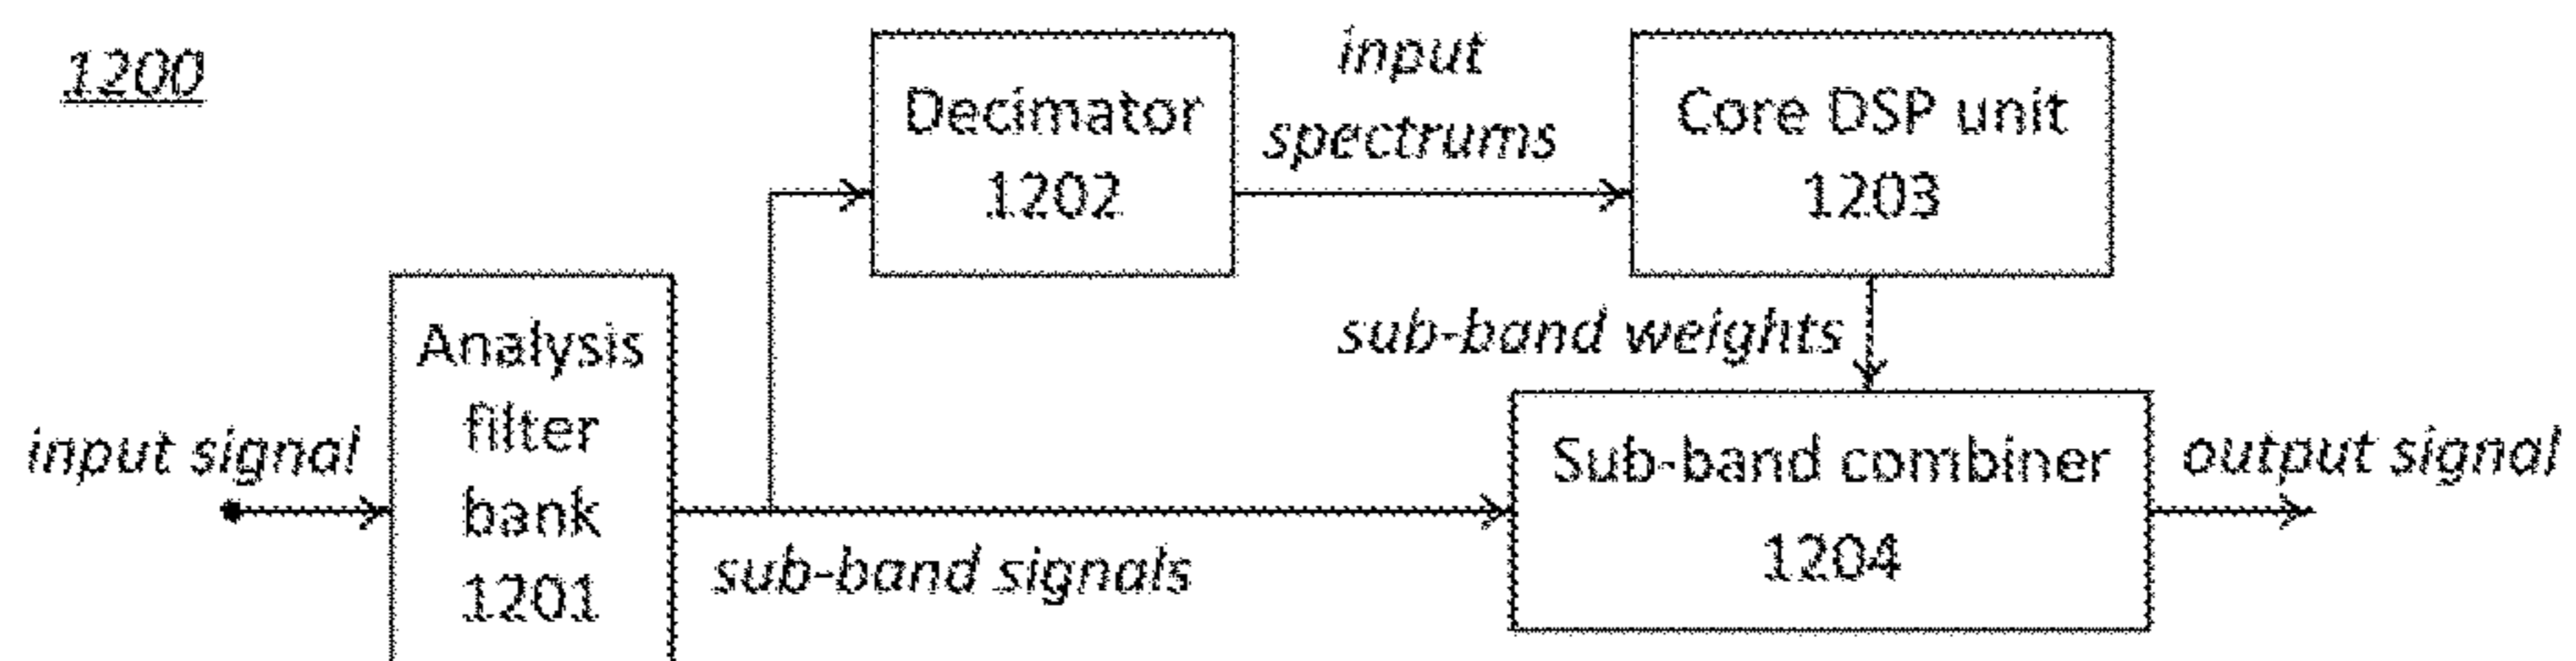 1200
Decimator
1202
input
spectrums
Core DSP unit
1203
sub-band weights
Analysis
filter
bank
1201
input signal
sub-band signals
Sub-band combiner
1204
output signal